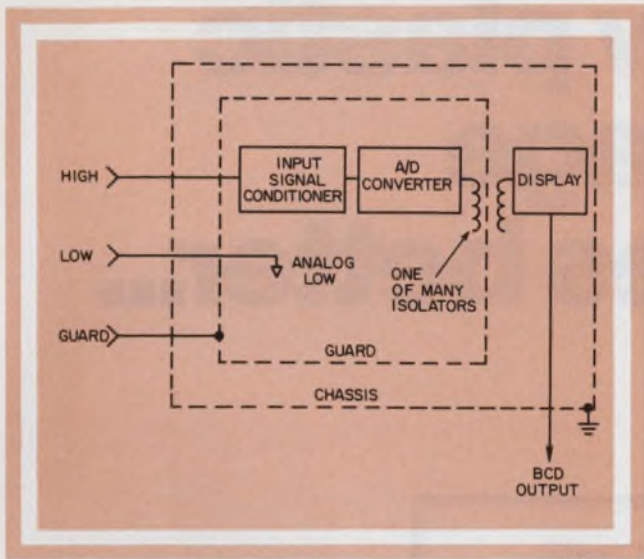 HIGH
INPUT
SIGNAL
CONDITIONER
A/D
CONVERTER
DISPLAY
LOW
ANALOG
LOW
ONE
OF MANY
ISOLATORS
GUARD
GUARD
CHASSIS
BCD
OUTPUT